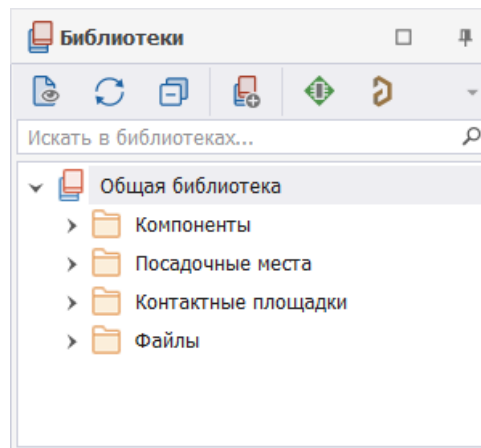 Библиотеки
Искать в библиотеках...
Общая библиотека
Компоненты
Посадочные места
Контактные площадки
Файлы